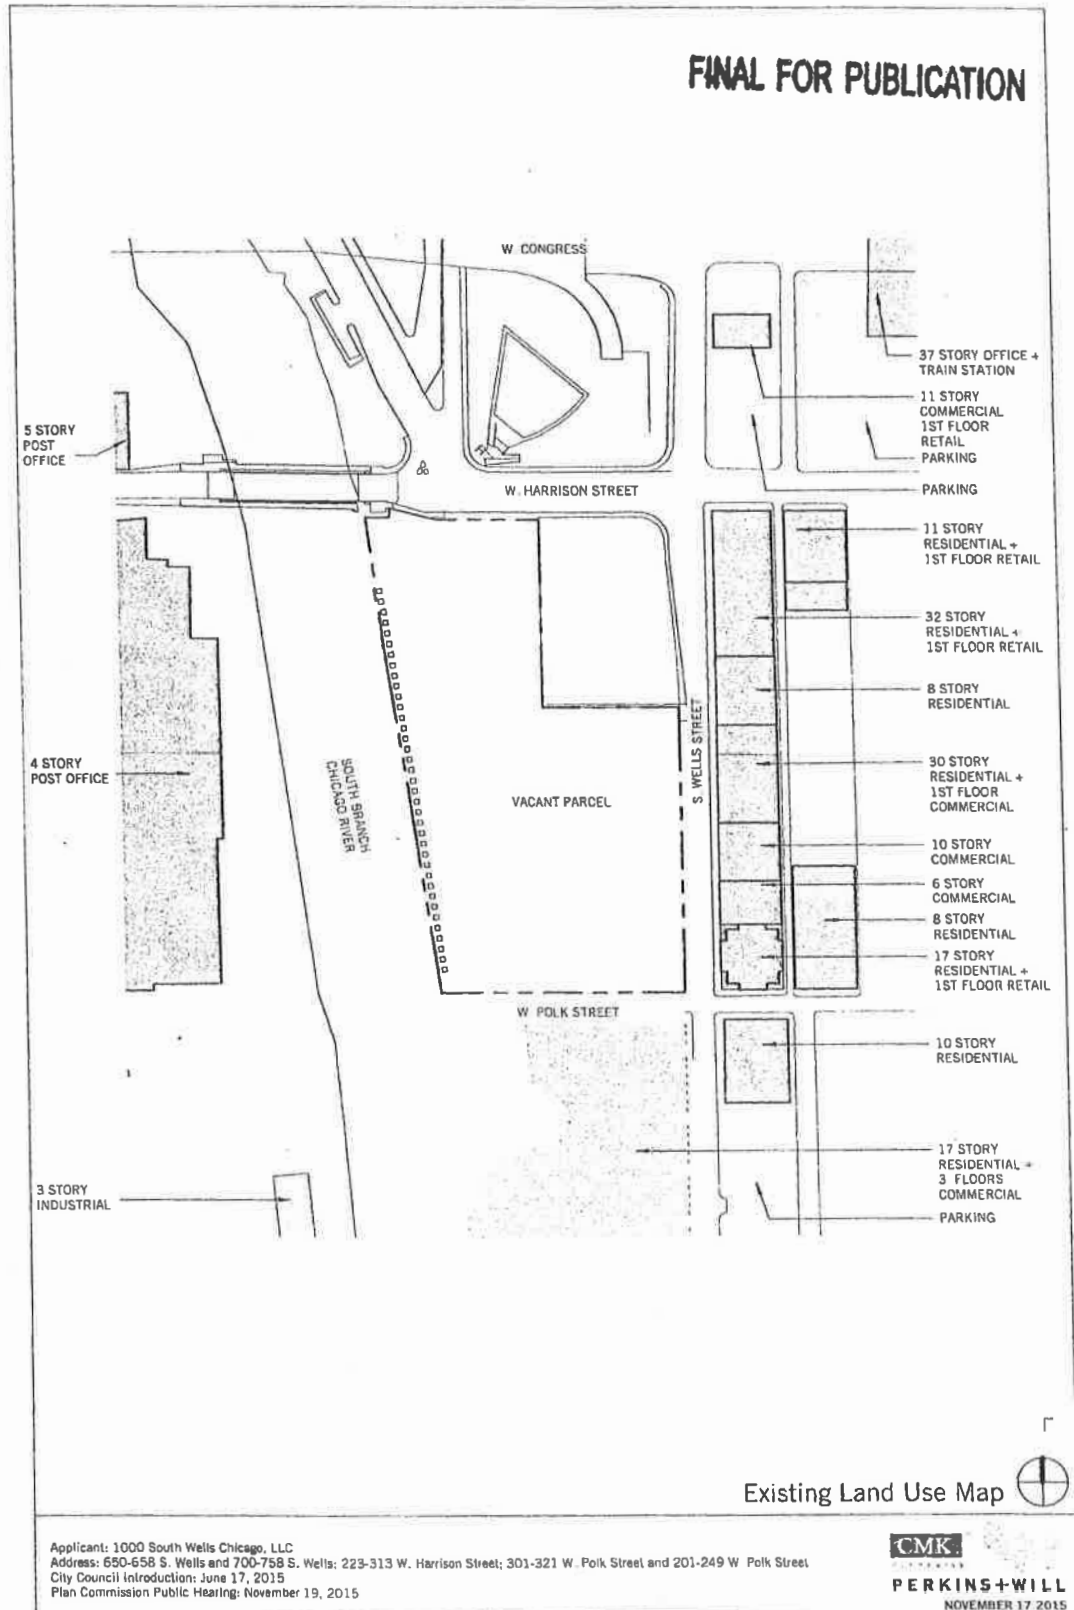 FINAL FOR PUBLICATION
W. CONGRESS
37 STORY OFFICE +
TRAIN STATION
11 STORY
COMMERCIAL
1ST FLOOR
RETAIL
PARKING
5 STORY
POST
OFFICE
W. HARRISON STREET
PARKING
11 STORY
RESIDENTIAL +
1ST FLOOR RETAIL
32 STORY
RESIDENTIAL +
1ST FLOOR RETAIL
8 STORY
RESIDENTIAL
S. WELLS STREET
4 STORY
POST OFFICE
SOUTH BRANCH
CHICAGO RIVER
VACANT PARCEL
30 STORY
RESIDENTIAL +
1ST FLOOR
COMMERCIAL
10 STORY
COMMERCIAL
6 STORY
COMMERCIAL
8 STORY
RESIDENTIAL
17 STORY
RESIDENTIAL +
1ST FLOOR RETAIL
W. POLK STREET
10 STORY
RESIDENTIAL
17 STORY
RESIDENTIAL +
3 FLOORS
COMMERCIAL
PARKING
3 STORY
INDUSTRIAL
Existing Land Use Map
Applicant: 1000 South Wells Chicago, LLC
Address: 650-658 S. Wells and 700-758 S. Wells; 223-313 W. Harrison Street; 301-321 W. Polk Street and 201-249 W Polk Street
City Council Introduction: June 17, 2015
Plan Commission Public Hearing: November 19, 2015
CMK
PERKINS+WILL
NOVEMBER 17 2015